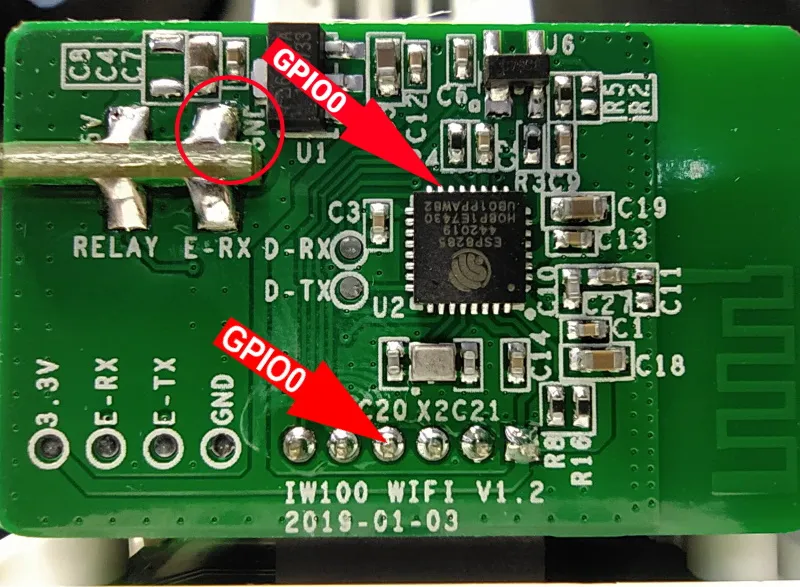 C8
C4
C7
5V
GND
GPIO0
U1
C12
U6
R5
R2
R3
C9
RELAY
E-RX
D-RX
D-TX
C3
U2
ESP8285
442019
H08P1E7430
UB01PPAW82
C19
C13
C10
C27
C11
C1
C18
C14
GPIO0
C20 X2 C21
3.3V
E-RX
E-TX
GND
R8
R16
IW100 WIFI V1.2
2019-01-03